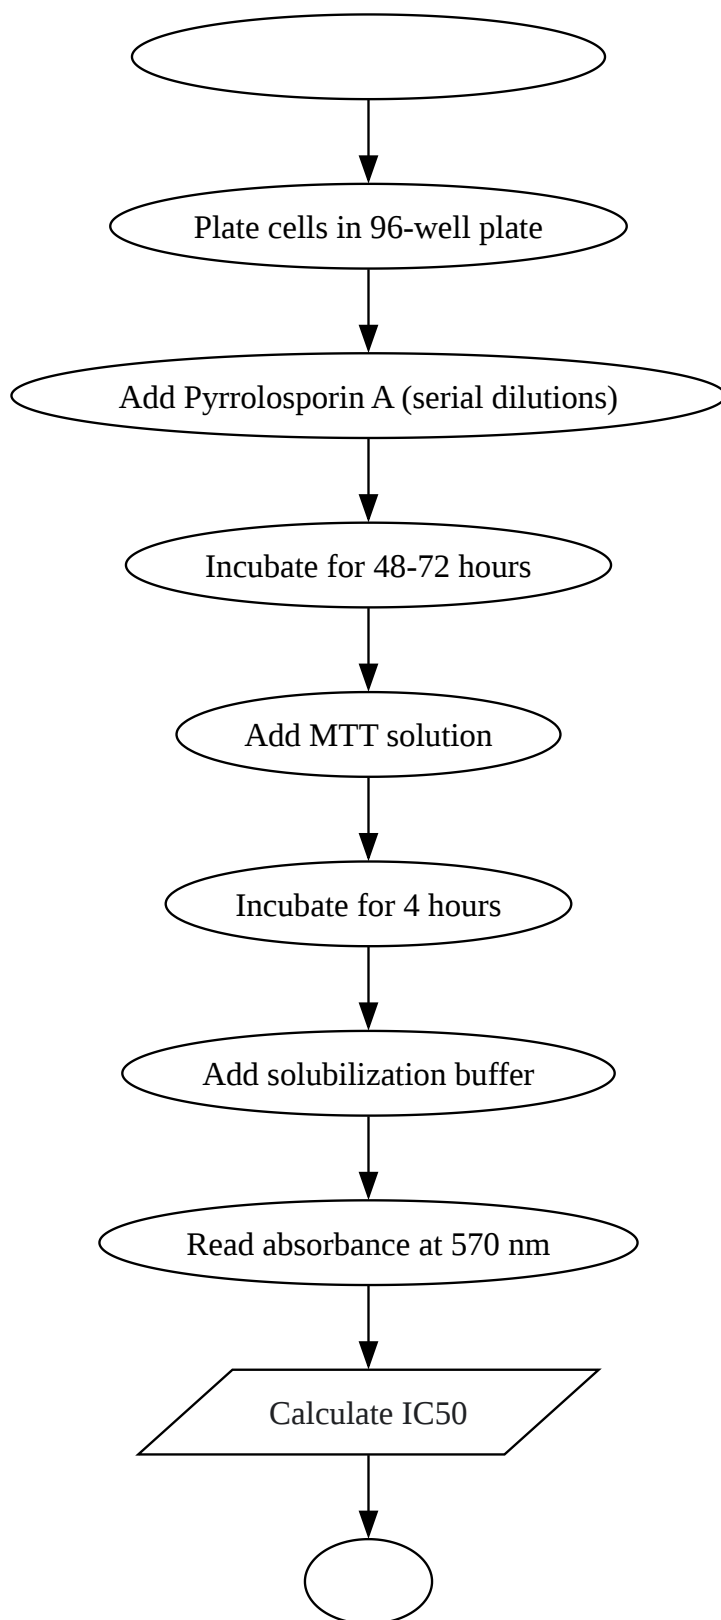 Plate cells in 96-well plate
Add Pyrrolosporin A (serial dilutions)
Incubate for 48-72 hours
Add MTT solution
Incubate for 4 hours
Add solubilization buffer
Read absorbance at 570 nm
Calculate IC50